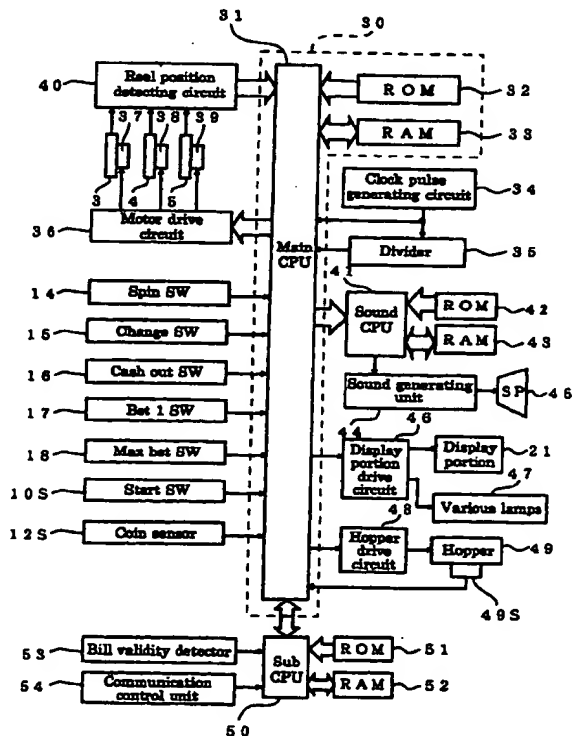 31
30
40
Reel position
detecting circuit
ROM
32
37
38
39
RAM
33
3
4
5
Clock pulse
generating circuit
34
36
Motor drive
circuit
Main
CPU
Divider
35
14
Spin SW
41
Sound
CPU
ROM
42
15
Change SW
RAM
43
16
Cash out SW
Sound generating
unit
SP
45
17
Bet 1 SW
44
46
18
Max bet SW
Display
portion drive
circuit
Display
portion
21
47
10S
Start SW
48
Various lamps
12S
Coin sensor
Hopper
drive
circuit
Hopper
49
49S
53
Bill validity detector
Sub
CPU
ROM
51
54
Communication
control unit
RAM
52
50